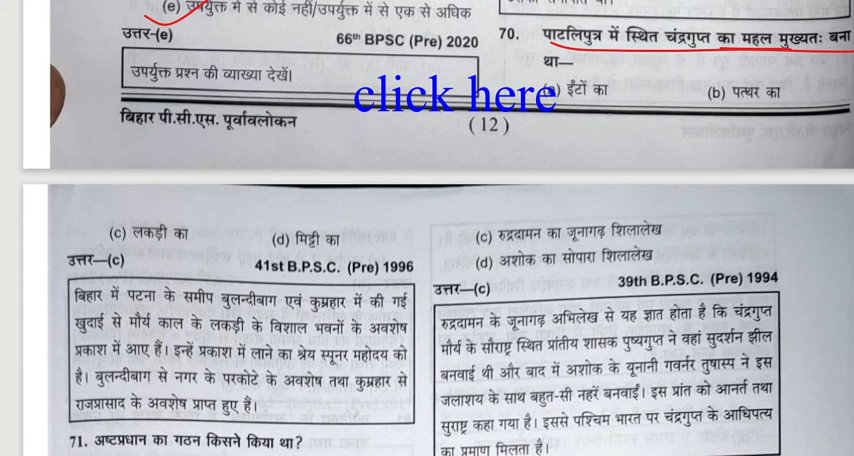 (e) उपर्युक्त में से कोई नहीं/उपर्युक्त में से एक से अधिक
उत्तर-(e) 66th BPSC (Pre) 2020
उपर्युक्त प्रश्न की व्याख्या देखें।
70. पाटलिपुत्र में स्थित चंद्रगुप्त का महल मुख्यतः बना
था—
(a) ईंटों का (b) पत्थर का
click here
बिहार पी.सी.एस. पूर्वावलोकन (12)
(c) लकड़ी का (d) मिट्टी का
उत्तर—(c) 41st B.P.S.C. (Pre) 1996
बिहार में पटना के समीप बुलन्दीबाग एवं कुम्रहार में की गई
खुदाई से मौर्य काल के लकड़ी के विशाल भवनों के अवशेष
प्रकाश में आए हैं। इन्हें प्रकाश में लाने का श्रेय स्पूनर महोदय को
है। बुलन्दीबाग से नगर के परकोटे के अवशेष तथा कुम्रहार से
राजप्रासाद के अवशेष प्राप्त हुए हैं।
71. अष्टप्रधान का गठन किसने किया था?
(c) रुद्रदामन का जूनागढ़ शिलालेख
(d) अशोक का सोपारा शिलालेख
उत्तर—(c) 39th B.P.S.C. (Pre) 1994
रुद्रदामन के जूनागढ़ अभिलेख से यह ज्ञात होता है कि चंद्रगुप्त
मौर्य के सौराष्ट्र स्थित प्रांतीय शासक पुष्यगुप्त ने वहां सुदर्शन झील
बनवाई थी और बाद में अशोक के यूनानी गवर्नर तुषास्य ने इस
जलाशय के साथ बहुत-सी नहरें बनवाईं। इस प्रांत को आनर्त तथा
सुराष्ट्र कहा गया है। इससे पश्चिम भारत पर चंद्रगुप्त के आधिपत्य
का प्रमाण मिलता है।